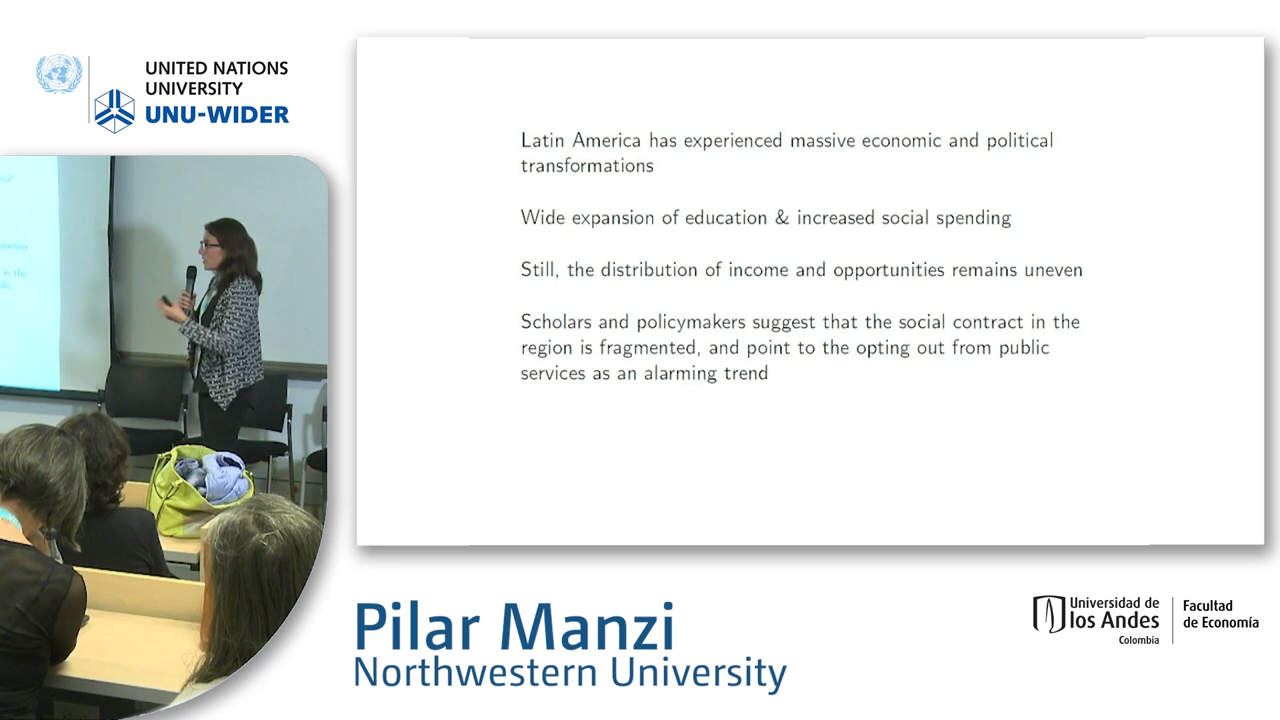 UNITED NATIONS
UNIVERSITY
UNU-WIDER
Latin America has experienced massive economic and political
transformations
Wide expansion of education & increased social spending
Still, the distribution of income and opportunities remains uneven
Scholars and policymakers suggest that the social contract in the
region is fragmented, and point to the opting out from public
services as an alarming trend
Pilar Manzi
Northwestern University
Universidad de
los Andes
Colombia
Facultad
de Economía